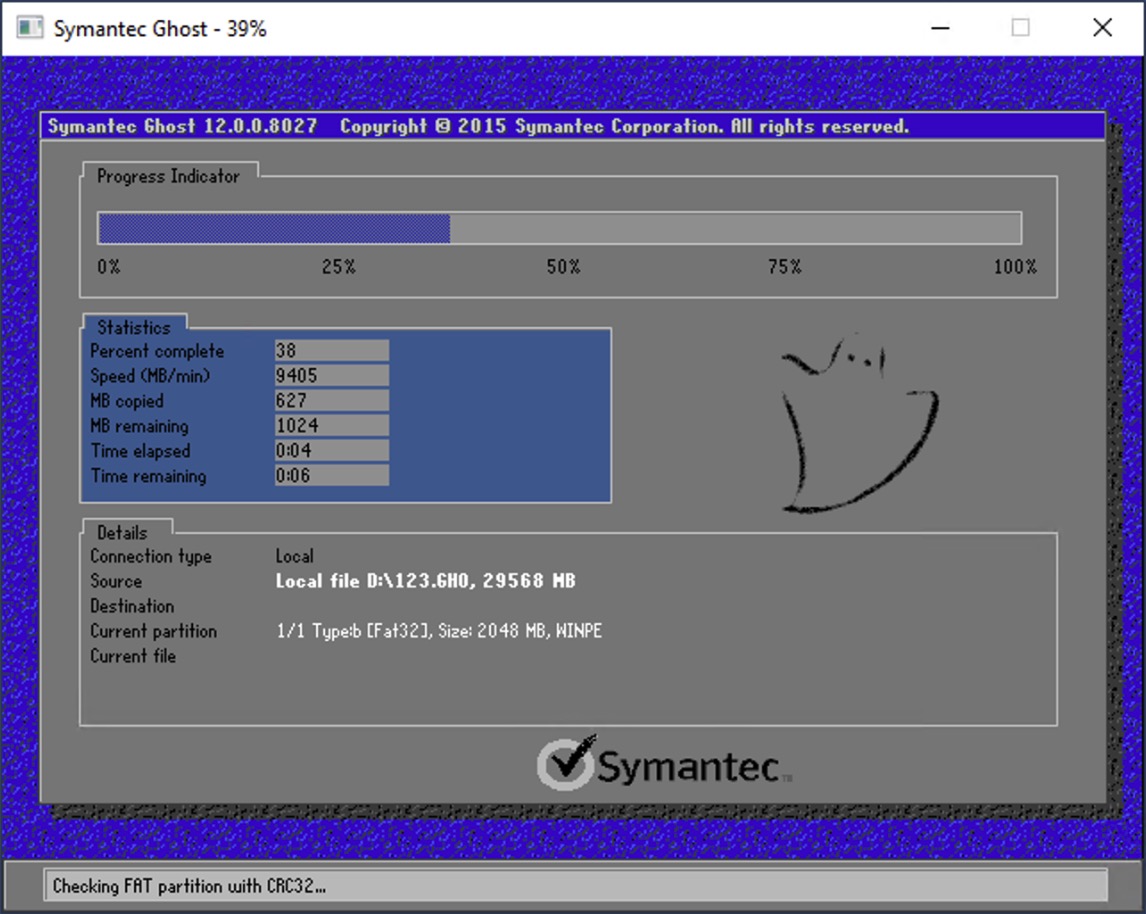 Symantec Ghost - 39%
Symantec Ghost 12.0.0.8027 Copyright © 2015 Symantec Corporation. All rights reserved.
Progress Indicator
0% 25% 50% 75% 100%
Statistics
Percent complete 38
Speed (MB/min) 9405
MB copied 627
MB remaining 1024
Time elapsed 0:04
Time remaining 0:06
Details
Connection type Local
Source Local file D:\123.GHO, 29568 MB
Destination
Current partition 1/1 Type:b [Fat32], Size: 2048 MB, WINPE
Current file
Symantec™
Checking FAT partition with CRC32...